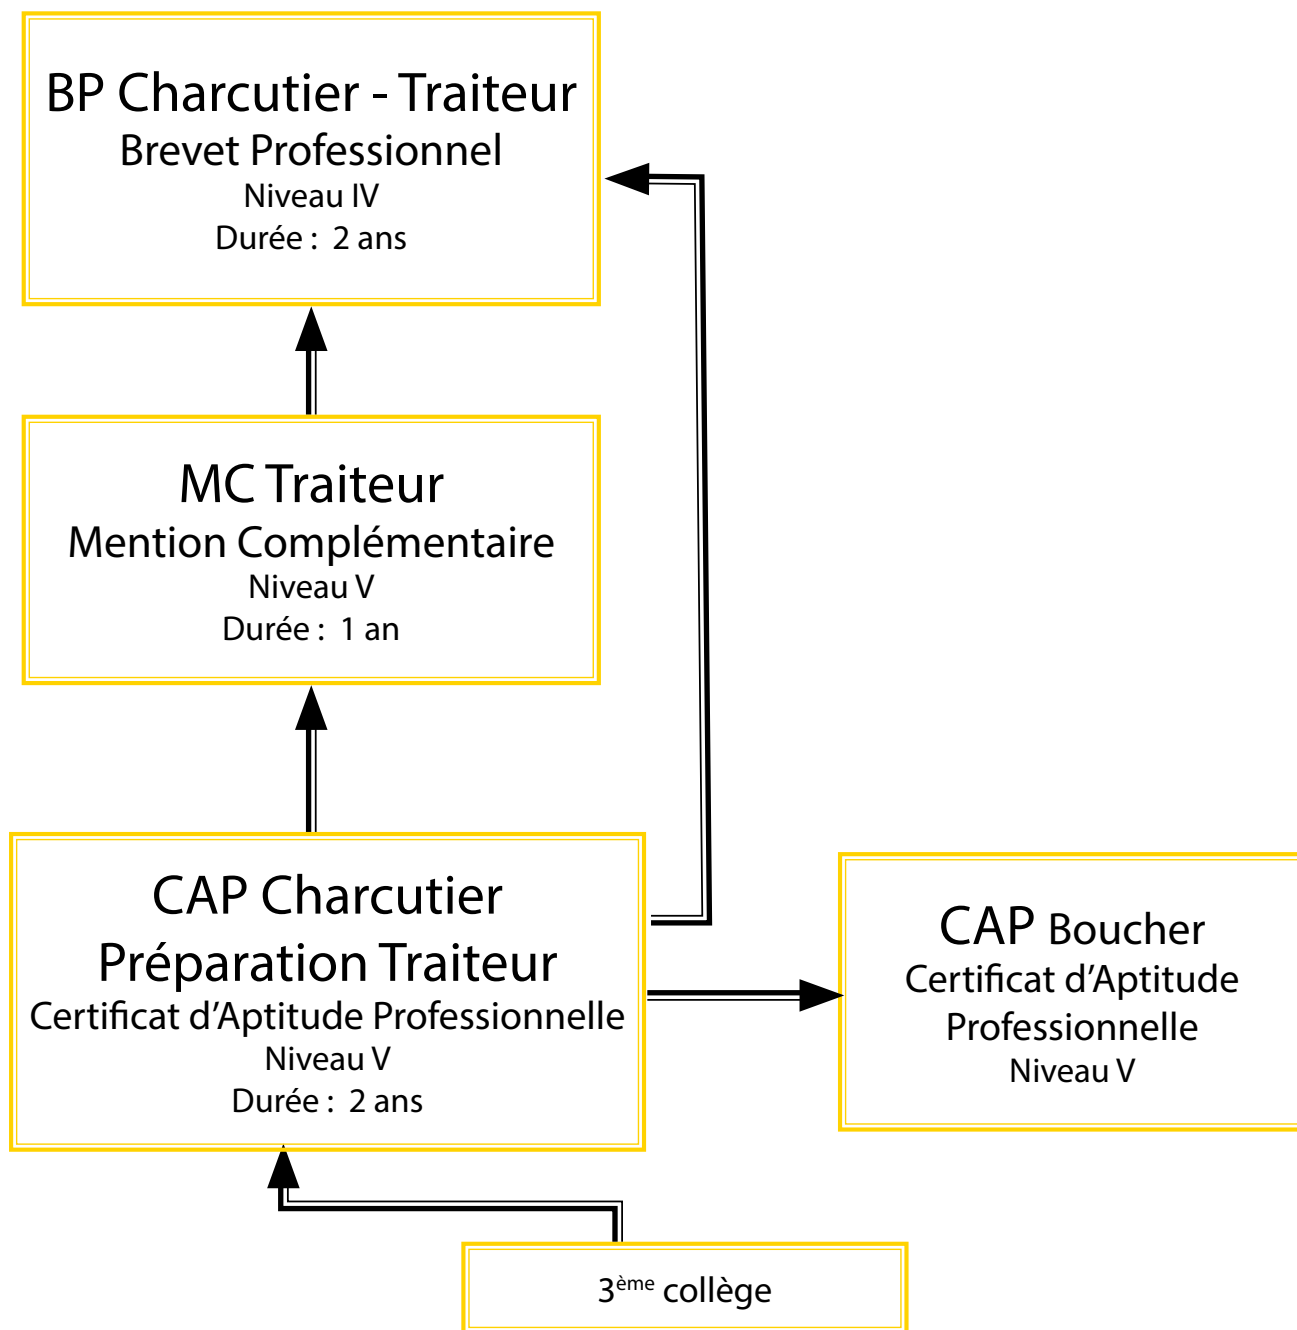 BP Charcutier - Traiteur
Brevet Professionnel
Niveau IV
Durée : 2 ans
MC Traiteur
Mention Complémentaire
Niveau V
Durée : 1 an
CAP Charcutier
Préparation Traiteur
Certificat d'Aptitude Professionnelle
Niveau V
Durée : 2 ans
CAP Boucher
Certificat d'Aptitude
Professionnelle
Niveau V
3ème collège